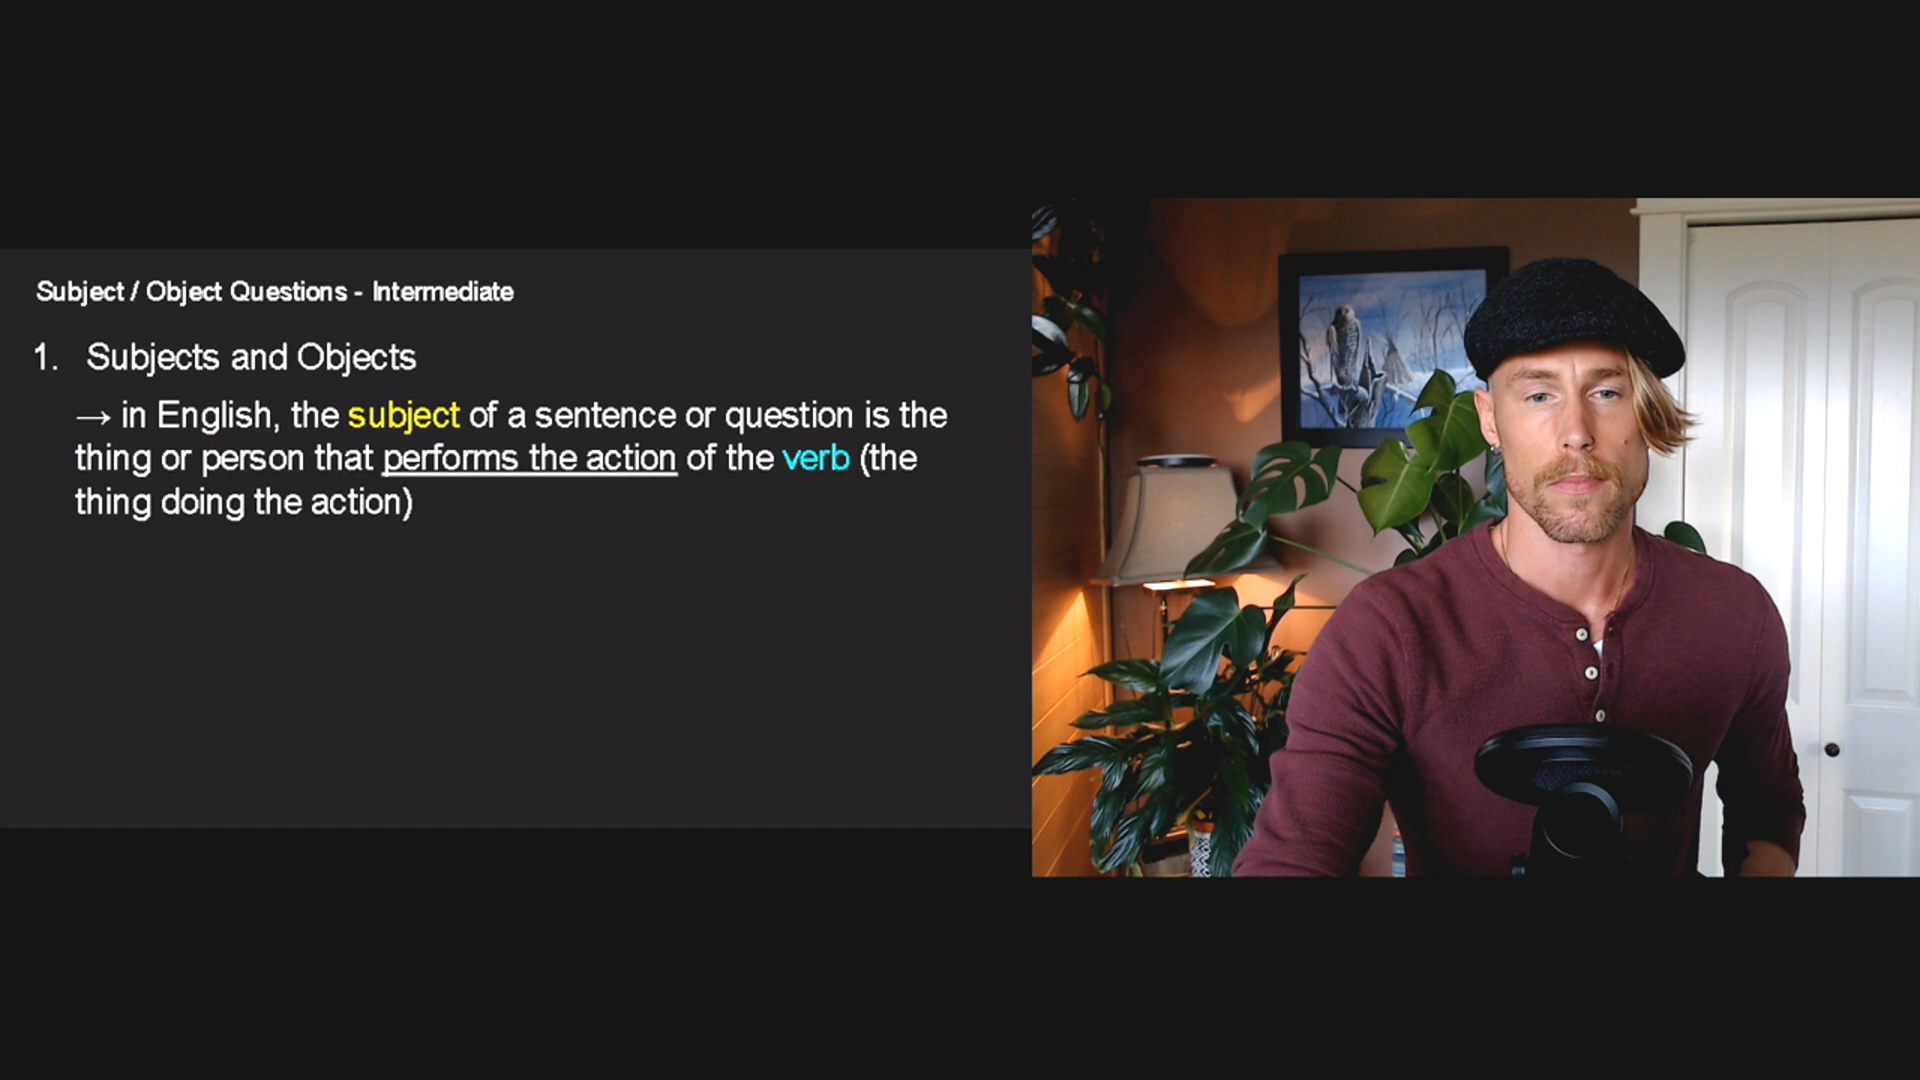 Subject / Object Questions - Intermediate
1. Subjects and Objects
→ in English, the subject of a sentence or question is the
thing or person that performs the action of the verb (the
thing doing the action)